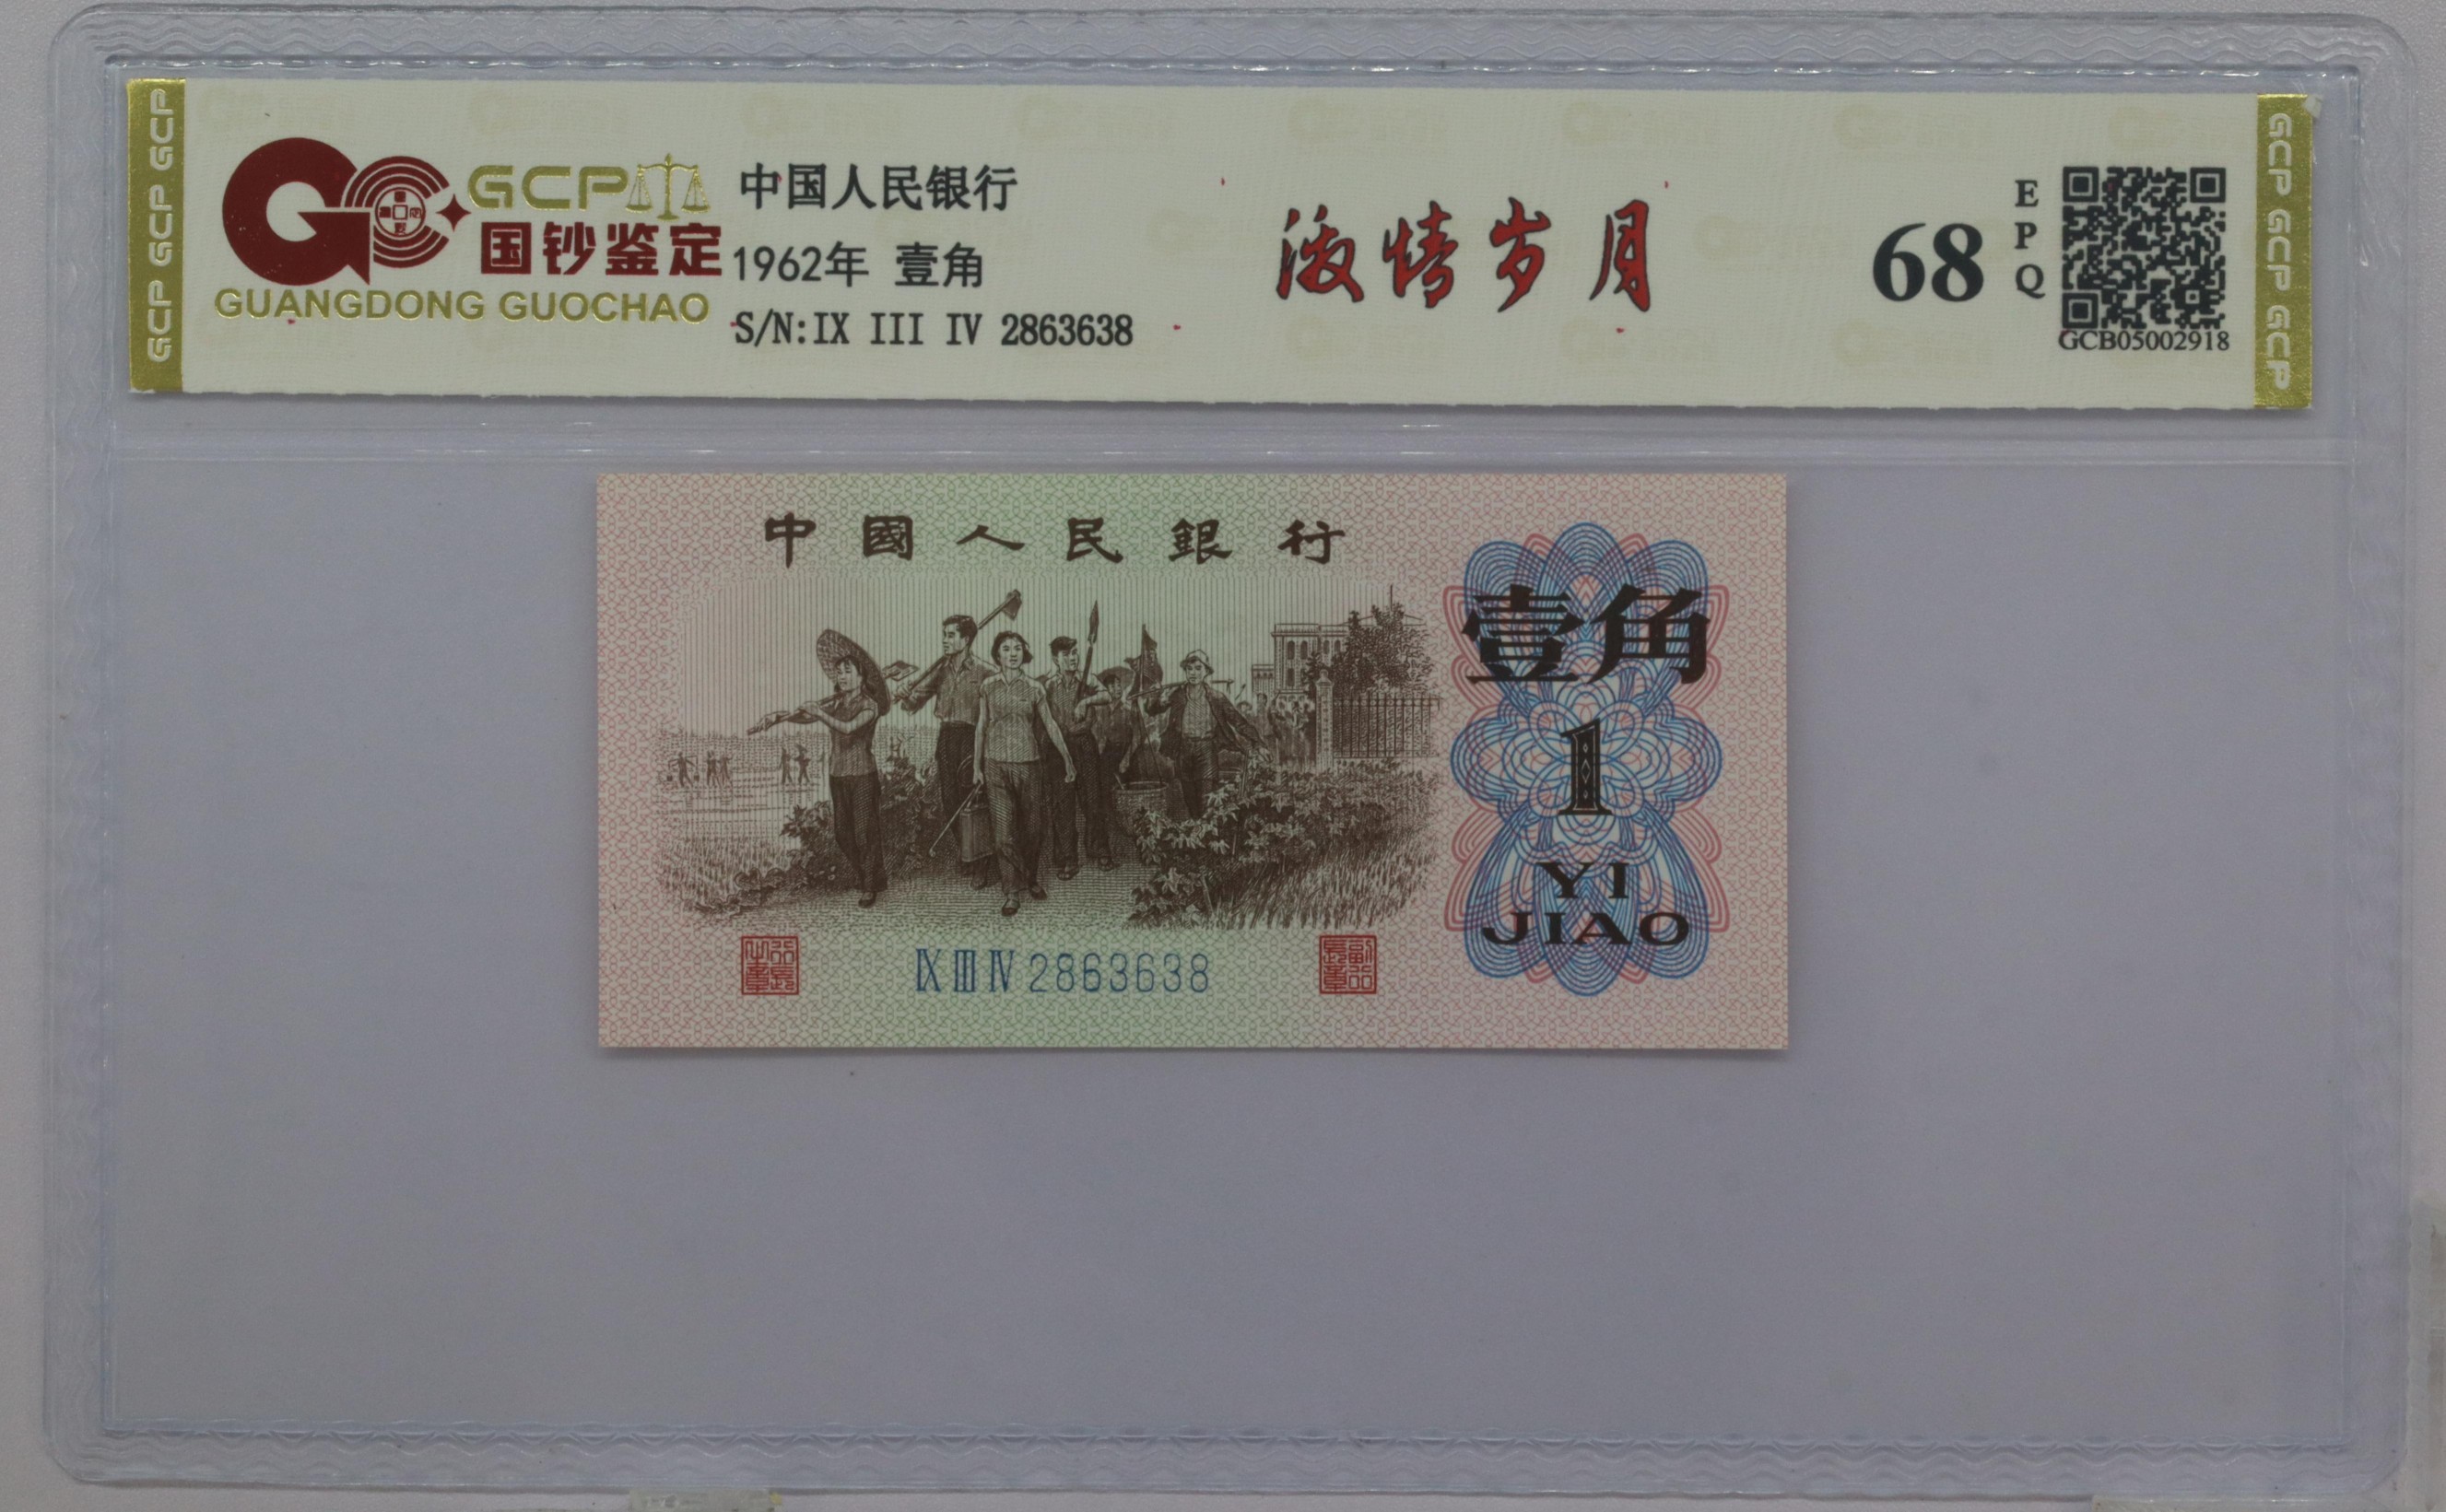 GCP GCP GCP
GCP
国钞鉴定
GUANGDONG GUOCHAO
中国人民银行
1962年 壹角
S/N:IX III IV 2863638
激情岁月
68
EPQ
GCB05002918
GCP GCP GCP
中國人民銀行
壹角
1
YI
JIAO
IX III IV 2863638